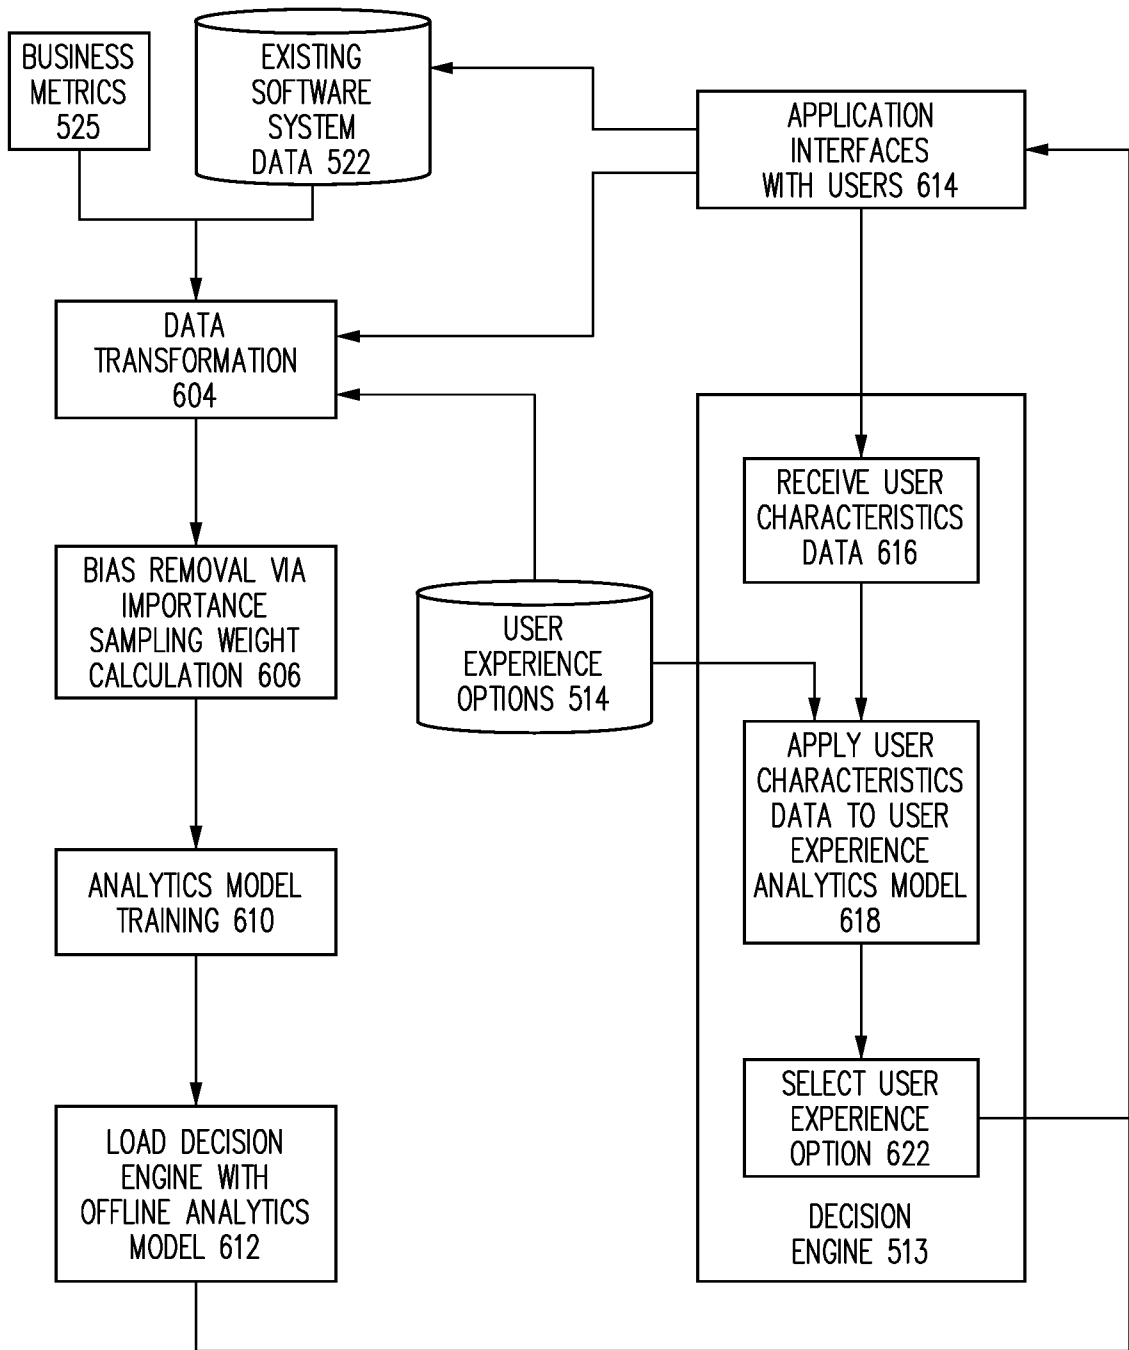 BUSINESS
METRICS
525
EXISTING
SOFTWARE
SYSTEM
DATA 522
APPLICATION
INTERFACES
WITH USERS 614
DATA
TRANSFORMATION
604
RECEIVE USER
CHARACTERISTICS
DATA 616
BIAS REMOVAL VIA
IMPORTANCE
SAMPLING WEIGHT
CALCULATION 606
USER
EXPERIENCE
OPTIONS 514
APPLY USER
CHARACTERISTICS
DATA TO USER
EXPERIENCE
ANALYTICS MODEL
618
ANALYTICS MODEL
TRAINING 610
SELECT USER
EXPERIENCE
OPTION 622
LOAD DECISION
ENGINE WITH
OFFLINE ANALYTICS
MODEL 612
DECISION
ENGINE 513